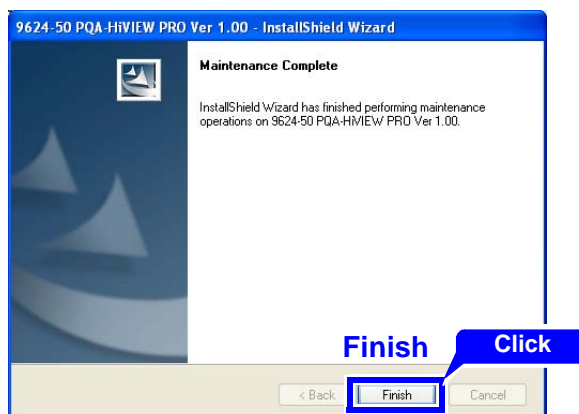 9624-50 PQA-HiVIEW PRO Ver 1.00 - InstallShield Wizard
Maintenance Complete
InstallShield Wizard has finished performing maintenance
operations on 9624-50 PQA-HiVIEW PRO Ver 1.00.
Finish
Click
< Back
Finish
Cancel